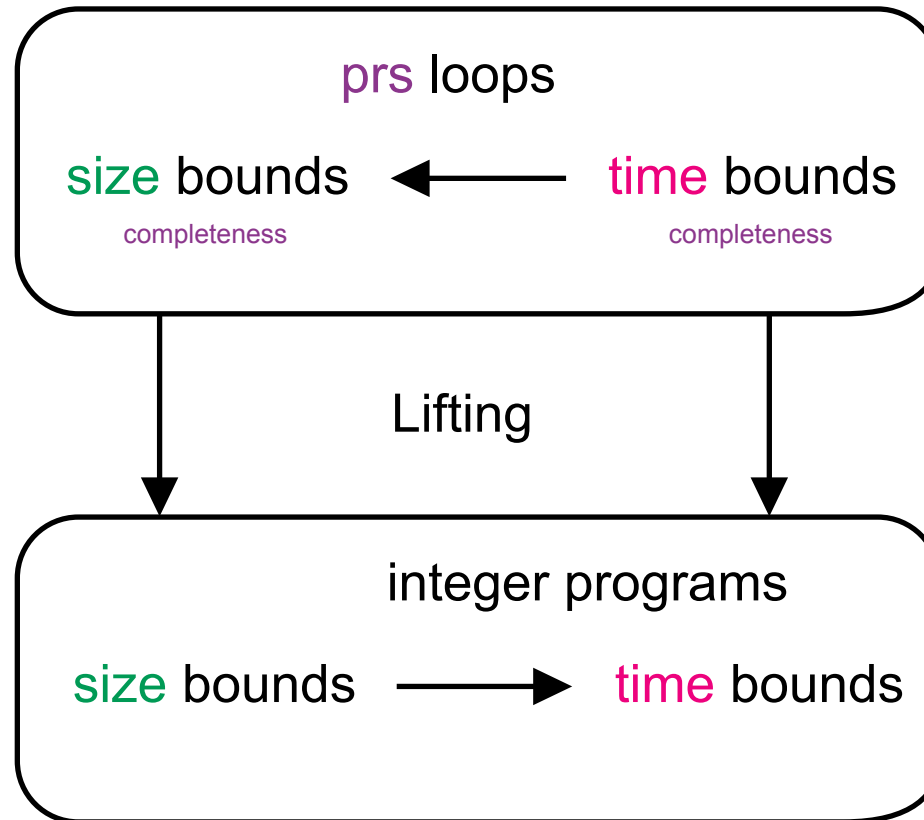 prs loops
size bounds
time bounds
completeness
completeness
Lifting
integer programs
size bounds
time bounds